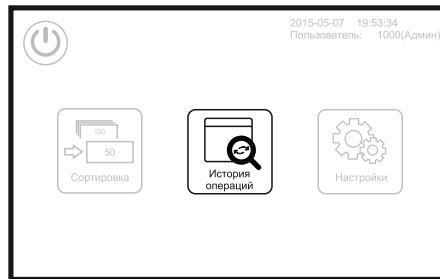 2015-05-07 19:53:34
Пользователь: 1000(Админ)
100
50
Сортировка
История
операций
Настройки